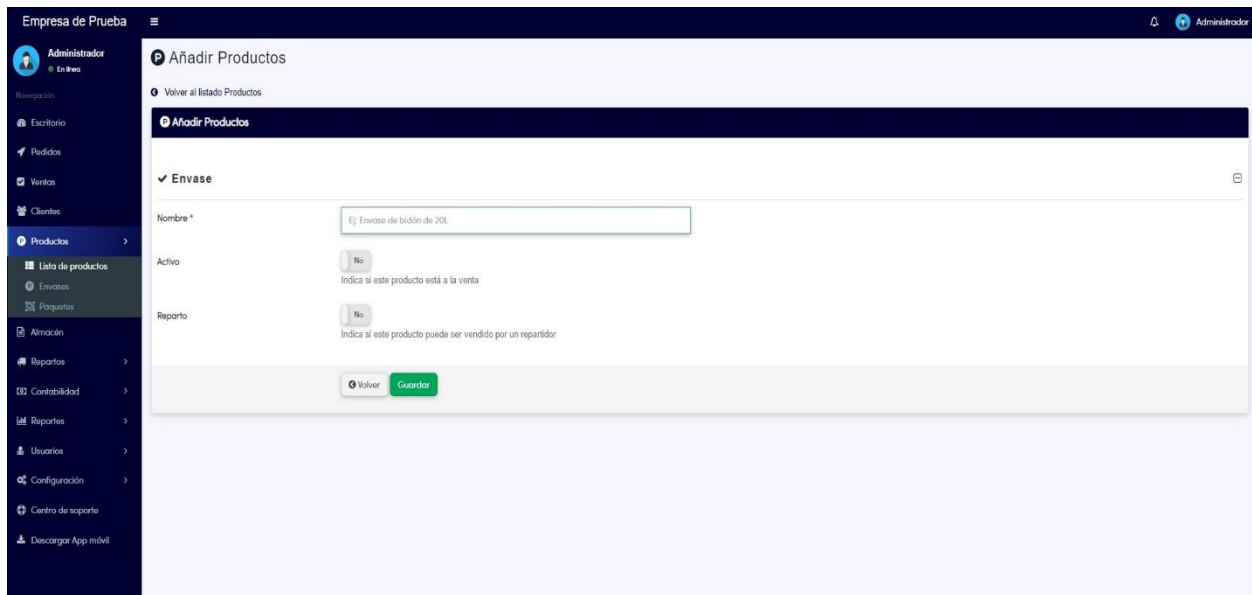 Empresa de Prueba
Administrador
Administrador
En línea
Navegación
Escritorio
Pedidos
Ventas
Clientes
Productos
Lista de productos
Envases
Paquetes
Almacén
Repartos
Contabilidad
Reportes
Usuarios
Configuración
Centro de soporte
Descargar App móvil
Añadir Productos
Volver al listado Productos
Añadir Productos
Envase
Nombre *
Ej: Envase de bidón de 20L
Activo
No
Indica si este producto está a la venta
Reparto
No
Indica si este producto puede ser vendido por un repartidor
Volver Guardar